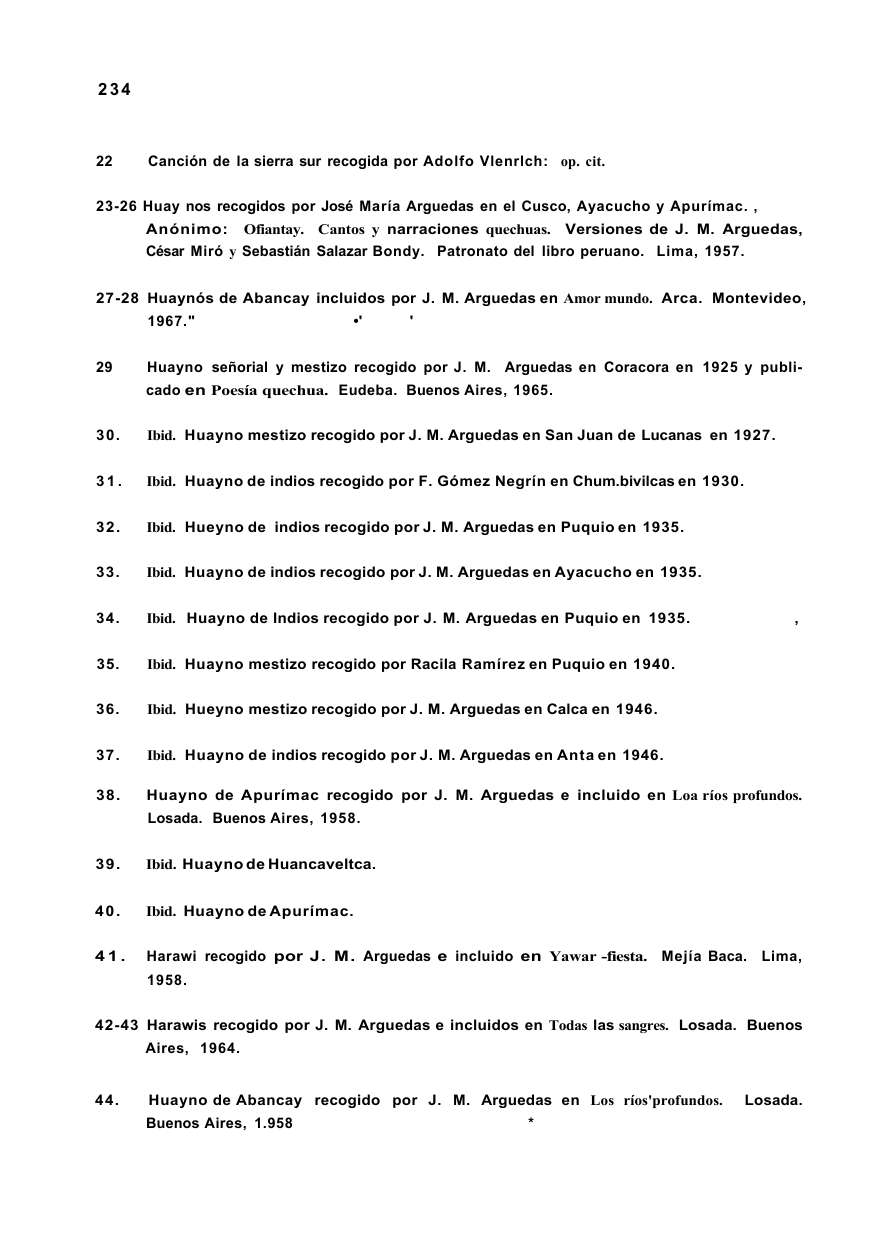 234
22 Canción de la sierra sur recogida por Adolfo Vlenrlch: op. cit.
23-26 Huay nos recogidos por José María Arguedas en el Cusco, Ayacucho y Apurímac. ,
Anónimo: Ofiantay. Cantos y narraciones quechuas. Versiones de J. M. Arguedas,
César Miró y Sebastián Salazar Bondy. Patronato del libro peruano. Lima, 1957.
27-28 Huaynós de Abancay incluidos por J. M. Arguedas en Amor mundo. Arca. Montevideo,
1967." •' '
29 Huayno señorial y mestizo recogido por J. M. Arguedas en Coracora en 1925 y publi-
cado en Poesía quechua. Eudeba. Buenos Aires, 1965.
30. Ibid. Huayno mestizo recogido por J. M. Arguedas en San Juan de Lucanas en 1927.
31. Ibid. Huayno de indios recogido por F. Gómez Negrín en Chum.bivilcas en 1930.
32. Ibid. Hueyno de indios recogido por J. M. Arguedas en Puquio en 1935.
33. Ibid. Huayno de indios recogido por J. M. Arguedas en Ayacucho en 1935.
34. Ibid. Huayno de Indios recogido por J. M. Arguedas en Puquio en 1935. ,
35. Ibid. Huayno mestizo recogido por Racila Ramírez en Puquio en 1940.
36. Ibid. Hueyno mestizo recogido por J. M. Arguedas en Calca en 1946.
37. Ibid. Huayno de indios recogido por J. M. Arguedas en Anta en 1946.
38. Huayno de Apurímac recogido por J. M. Arguedas e incluido en Loa ríos profundos.
Losada. Buenos Aires, 1958.
39. Ibid. Huayno de Huancaveltca.
40. Ibid. Huayno de Apurímac.
41. Harawi recogido por J. M. Arguedas e incluido en Yawar -fiesta. Mejía Baca. Lima,
1958.
42-43 Harawis recogido por J. M. Arguedas e incluidos en Todas las sangres. Losada. Buenos
Aires, 1964.
44. Huayno de Abancay recogido por J. M. Arguedas en Los ríos'profundos. Losada.
Buenos Aires, 1.958 *